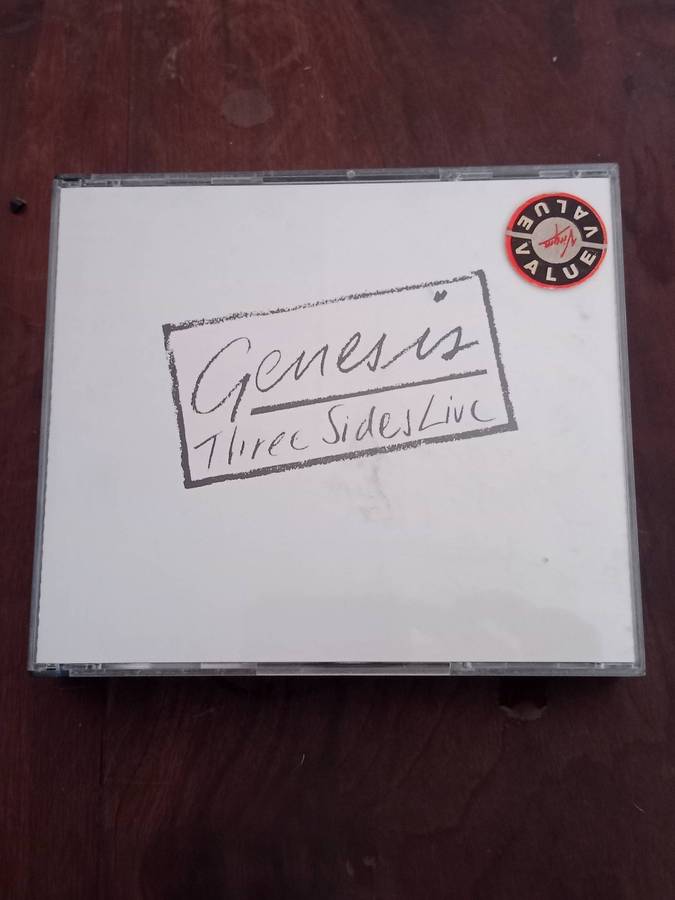 VALUE
Virgin
VALUE
Genesis
Three Sides Live